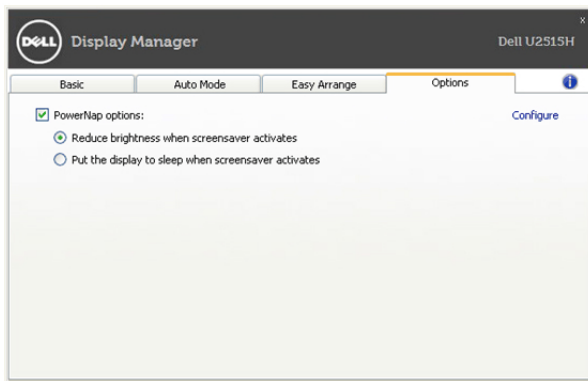 x
DELL Display Manager Dell U2515H
Basic Auto Mode Easy Arrange Options i
PowerNap options: Configure
Reduce brightness when screensaver activates
Put the display to sleep when screensaver activates